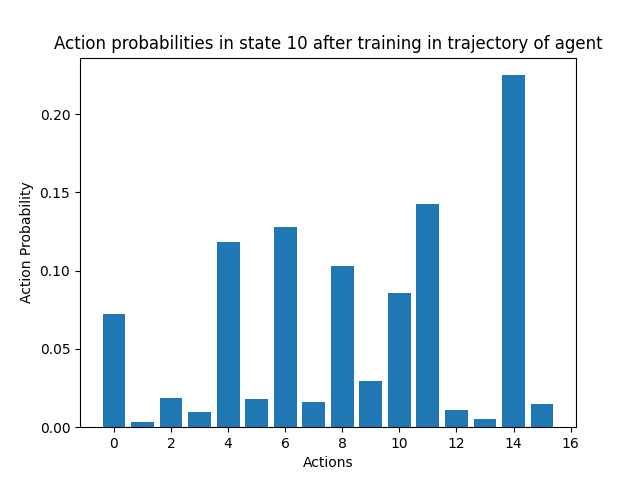 Action probabilities in state 10 after training in trajectory of agent
0.20
0.15
0.10
0.05
0.00
Action Probability
0 2 4 6 8 10 12 14 16
Actions